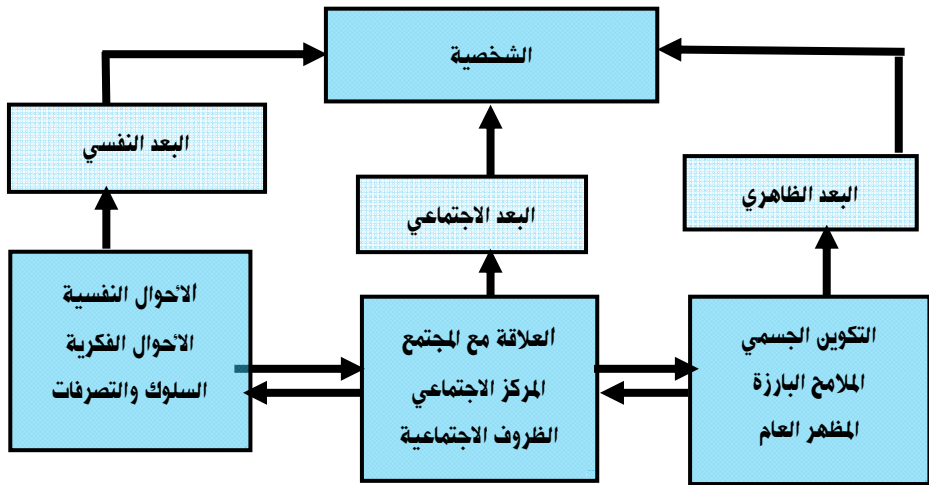 الشخصية
البعد الظاهري
البعد الاجتماعي
البعد النفسي
التكوين الجسمي
الملامح البارزة
المظهر العام
العلاقة مع المجتمع
المركز الاجتماعي
الظروف الاجتماعية
الأحوال النفسية
الأحوال الفكرية
السلوك والتصرفات